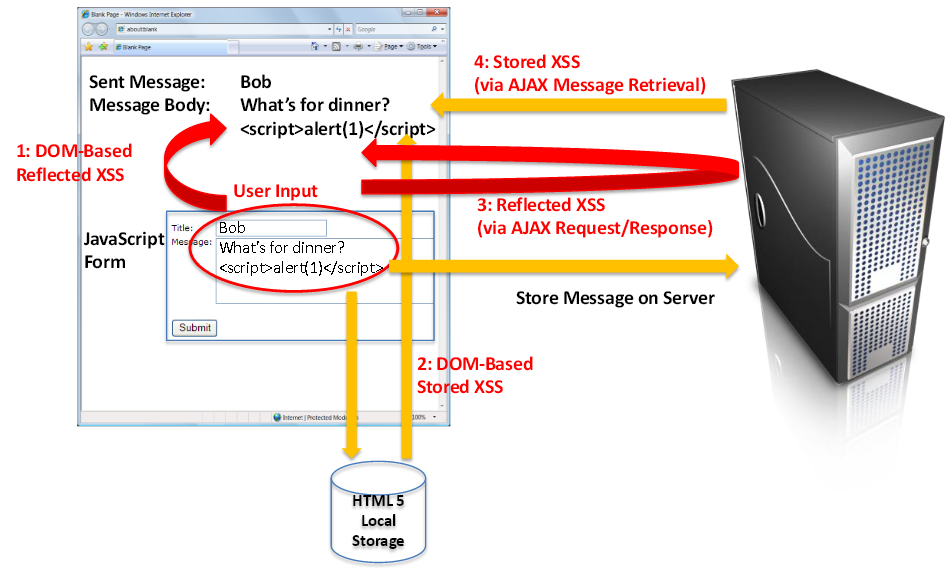 Blank Page - Windows Internet Explorer
about:blank
Google
Blank Page
Page
Tools
Sent Message: Bob
Message Body: What's for dinner?
<script>alert(1)</script>
4: Stored XSS
(via AJAX Message Retrieval)
1: DOM-Based
Reflected XSS
User Input
3: Reflected XSS
(via AJAX Request/Response)
JavaScript
Form
Title: Bob
Message: What's for dinner?
<script>alert(1)</script>
Store Message on Server
Submit
2: DOM-Based
Stored XSS
Internet | Protected Mode:
100%
HTML 5
Local
Storage